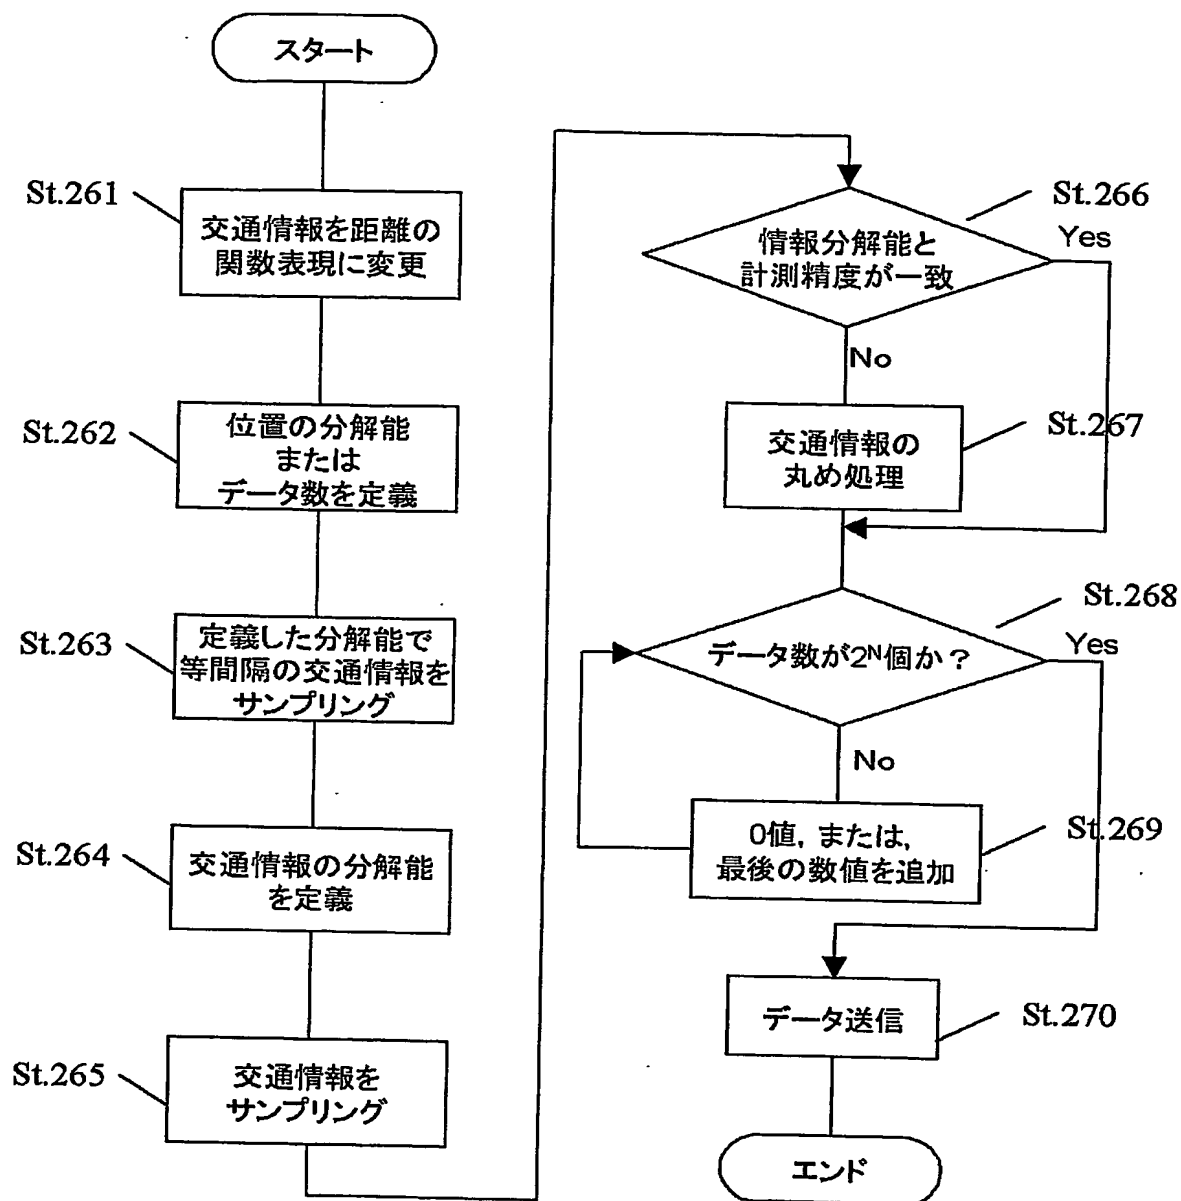 スタート
St.261
交通情報を距離の
関数表現に変更
St.262
位置の分解能
または
データ数を定義
St.263
定義した分解能で
等間隔の交通情報を
サンプリング
St.264
交通情報の分解能
を定義
St.265
交通情報を
サンプリング
St.266
情報分解能と
計測精度が一致
Yes
No
St.267
交通情報の
丸め処理
St.268
データ数が2ᴺ個か？
Yes
No
St.269
0値，または，
最後の数値を追加
データ送信
St.270
エンド